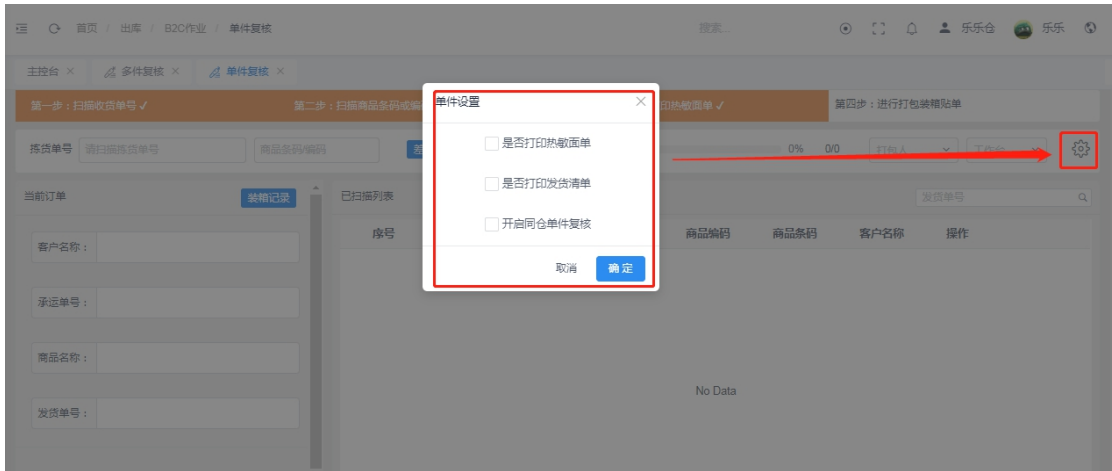 首页 / 出库 / B2C作业 / 单件复核
搜索...
乐乐仓 乐乐
主控台 × 多件复核 × 单件复核 ×
第一步：扫描收货单号✓ 第二步：扫描商品条码或编 印热敏面单✓ 第四步：进行打包装箱贴单
拣货单号 请扫描拣货单号 商品条码/编码 差 0% 0/0 打包人 工作台
当前订单 装箱记录 已扫描列表 发货单号
序号 商品编码 商品条码 客户名称 操作
客户名称：
承运单号：
商品名称：
发货单号：
No Data
单件设置
是否打印热敏面单
是否打印发货清单
开启同仓单件复核
取消 确定